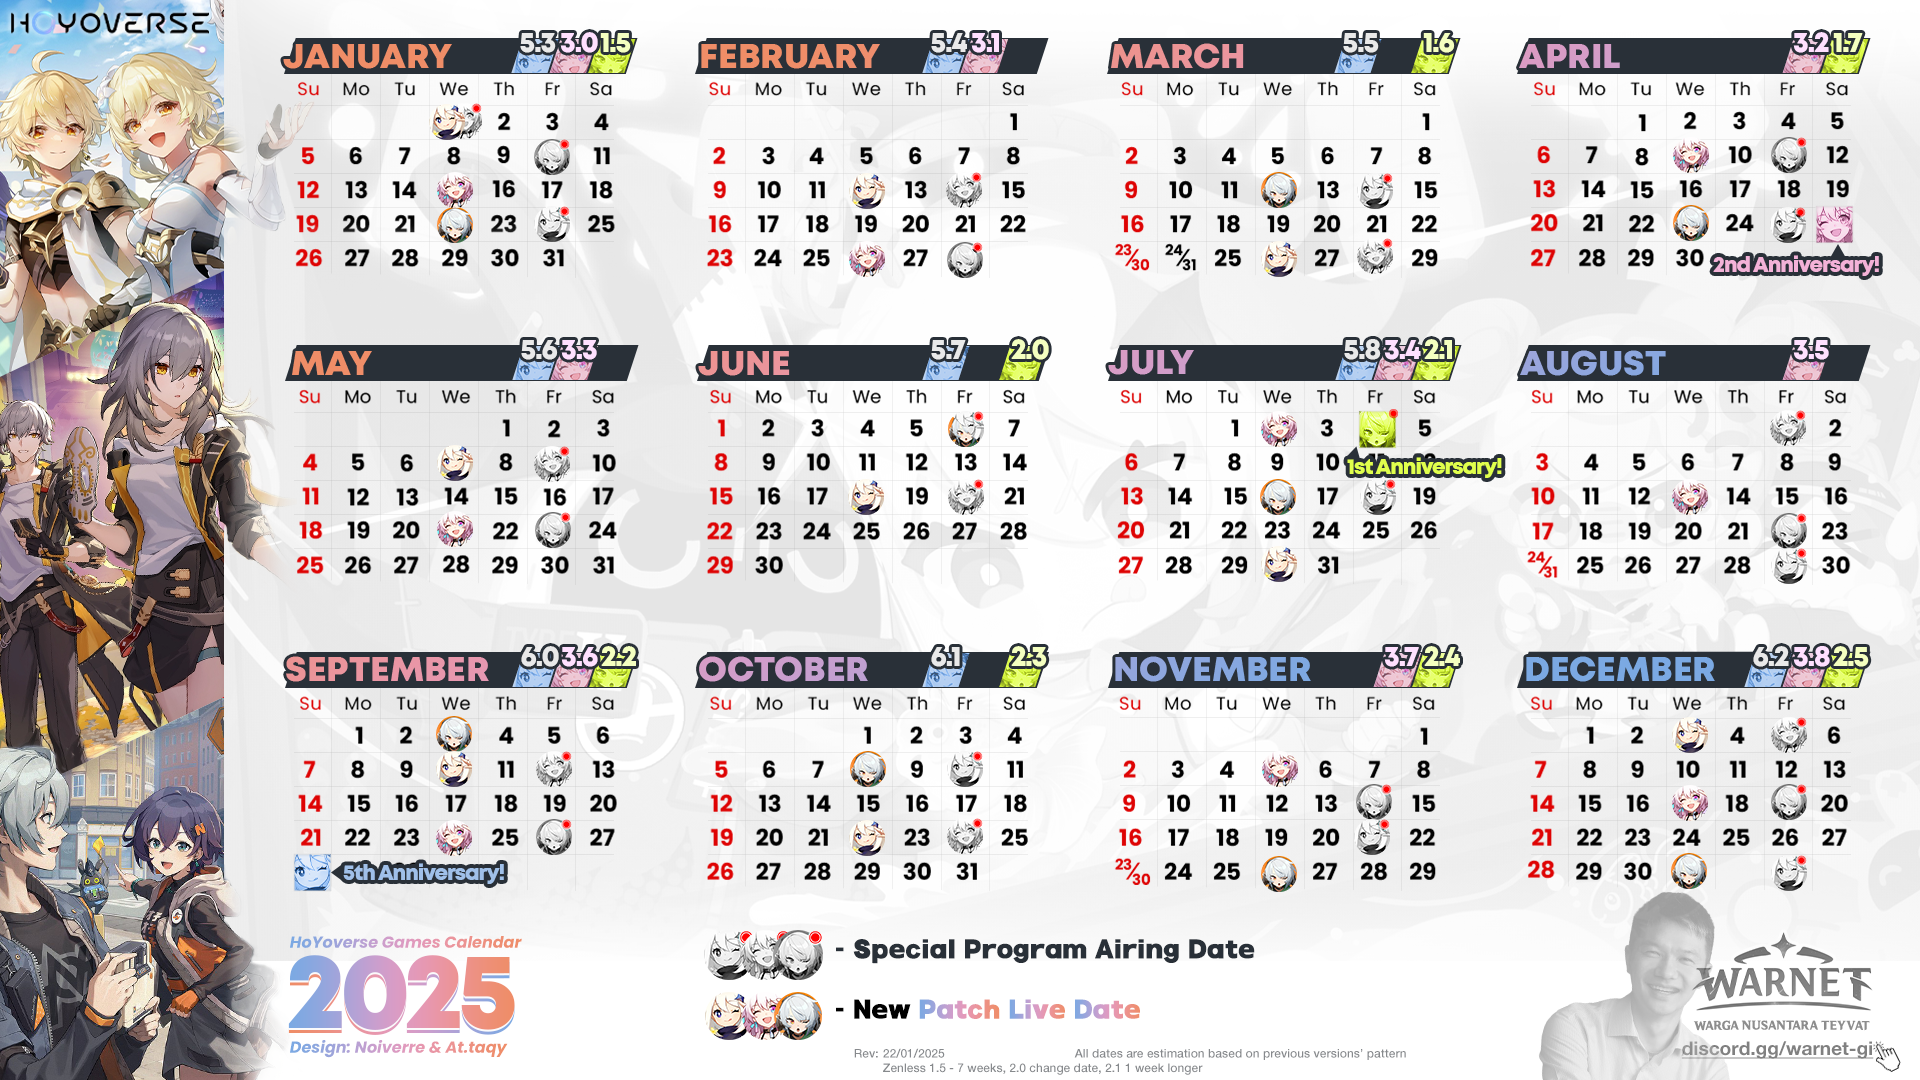 HOYOVERSE
JANUARY 5.3 3.0 1.5
Su Mo Tu We Th Fr Sa
2 3 4
5 6 7 8 9 11
12 13 14 16 17 18
19 20 21 23 25
26 27 28 29 30 31
FEBRUARY 5.4 3.1
Su Mo Tu We Th Fr Sa
1
2 3 4 5 6 7 8
9 10 11 13 15
16 17 18 19 20 21 22
23 24 25 27
MARCH 5.5 1.6
Su Mo Tu We Th Fr Sa
1
2 3 4 5 6 7 8
9 10 11 13 15
16 17 18 19 20 21 22
23/30 24/31 25 27 29
APRIL 3.2 1.7
Su Mo Tu We Th Fr Sa
1 2 3 4 5
6 7 8 10 12
13 14 15 16 17 18 19
20 21 22 24
27 28 29 30 2nd Anniversary!
MAY 5.6 3.3
Su Mo Tu We Th Fr Sa
1 2 3
4 5 6 8 10
11 12 13 14 15 16 17
18 19 20 22 24
25 26 27 28 29 30 31
JUNE 5.7 2.0
Su Mo Tu We Th Fr Sa
1 2 3 4 5 7
8 9 10 11 12 13 14
15 16 17 19 21
22 23 24 25 26 27 28
29 30
JULY 5.8 3.4 2.1
Su Mo Tu We Th Fr Sa
1 3 5
6 7 8 9 10 1st Anniversary!
13 14 15 17 19
20 21 22 23 24 25 26
27 28 29 31
AUGUST 3.5
Su Mo Tu We Th Fr Sa
2
3 4 5 6 7 8 9
10 11 12 14 15 16
17 18 19 20 21 23
24/31 25 26 27 28 30
SEPTEMBER 6.0 3.6 2.2
Su Mo Tu We Th Fr Sa
1 2 4 5 6
7 8 9 11 13
14 15 16 17 18 19 20
21 22 23 25 27
5th Anniversary!
OCTOBER 6.1 2.3
Su Mo Tu We Th Fr Sa
1 2 3 4
5 6 7 9 11
12 13 14 15 16 17 18
19 20 21 23 25
26 27 28 29 30 31
NOVEMBER 3.7 2.4
Su Mo Tu We Th Fr Sa
1
2 3 4 6 7 8
9 10 11 12 13 15
16 17 18 19 20 22
23/30 24 25 27 28 29
DECEMBER 6.2 3.8 2.5
Su Mo Tu We Th Fr Sa
1 2 4 6
7 8 9 10 11 12 13
14 15 16 18 20
21 22 23 24 25 26 27
28 29 30
HoYoverse Games Calendar
2025
Design: Noiverre & At.taqy
- Special Program Airing Date
- New Patch Live Date
Rev: 22/01/2025 All dates are estimation based on previous versions' pattern
Zenless 1.5 - 7 weeks, 2.0 change date, 2.1 1 week longer
WARNET
WARGA NUSANTARA TEYVAT
discord.gg/warnet-gi